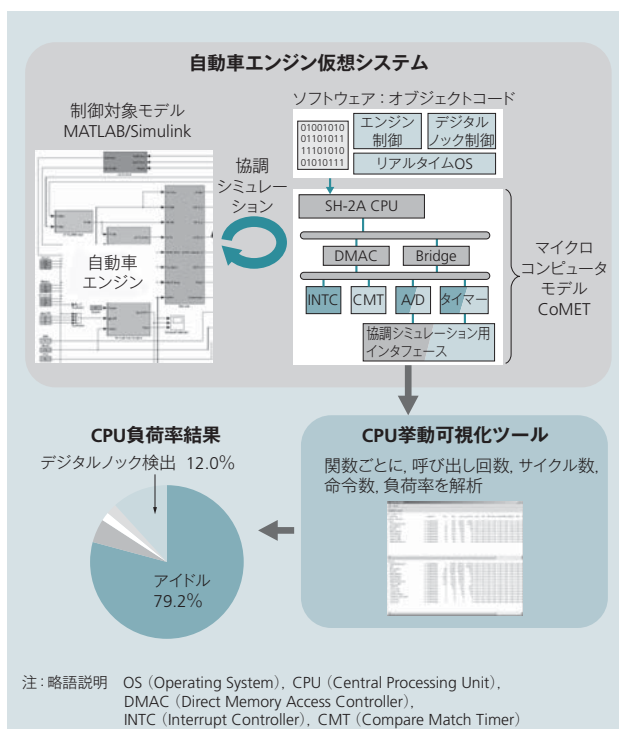 自動車エンジン仮想システム
制御対象モデル
MATLAB/Simulink
自動車
エンジン
協調
シミュレー
ション
ソフトウェア：オブジェクトコード
01001010
01101011
11101010
01010111
エンジン
制御
デジタル
ノック制御
リアルタイムOS
SH-2A CPU
DMAC
Bridge
INTC
CMT
A/D
タイマー
協調シミュレーション用
インタフェース
マイクロ
コンピュータ
モデル
CoMET
CPU負荷率結果
デジタルノック検出 12.0%
アイドル
79.2%
CPU挙動可視化ツール
関数ごとに，呼び出し回数，サイクル数，
命令数，負荷率を解析
注：略語説明 OS（Operating System），CPU（Central Processing Unit），
DMAC（Direct Memory Access Controller），
INTC（Interrupt Controller），CMT（Compare Match Timer）